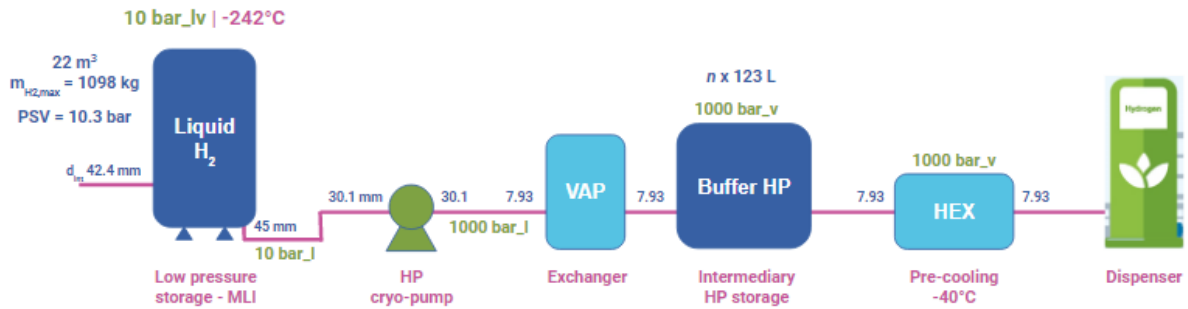 10 bar_lv | -242°C
22 m³
m_H2,max = 1098 kg
PSV = 10.3 bar
Liquid
H₂
d_int 42.4 mm
45 mm
10 bar_l
30.1 mm
30.1
1000 bar_l
7.93
VAP
7.93
n x 123 L
1000 bar_v
Buffer HP
7.93
1000 bar_v
HEX
7.93
Hydrogen
Low pressure
storage - MLI
HP
cryo-pump
Exchanger
Intermediary
HP storage
Pre-cooling
-40°C
Dispenser